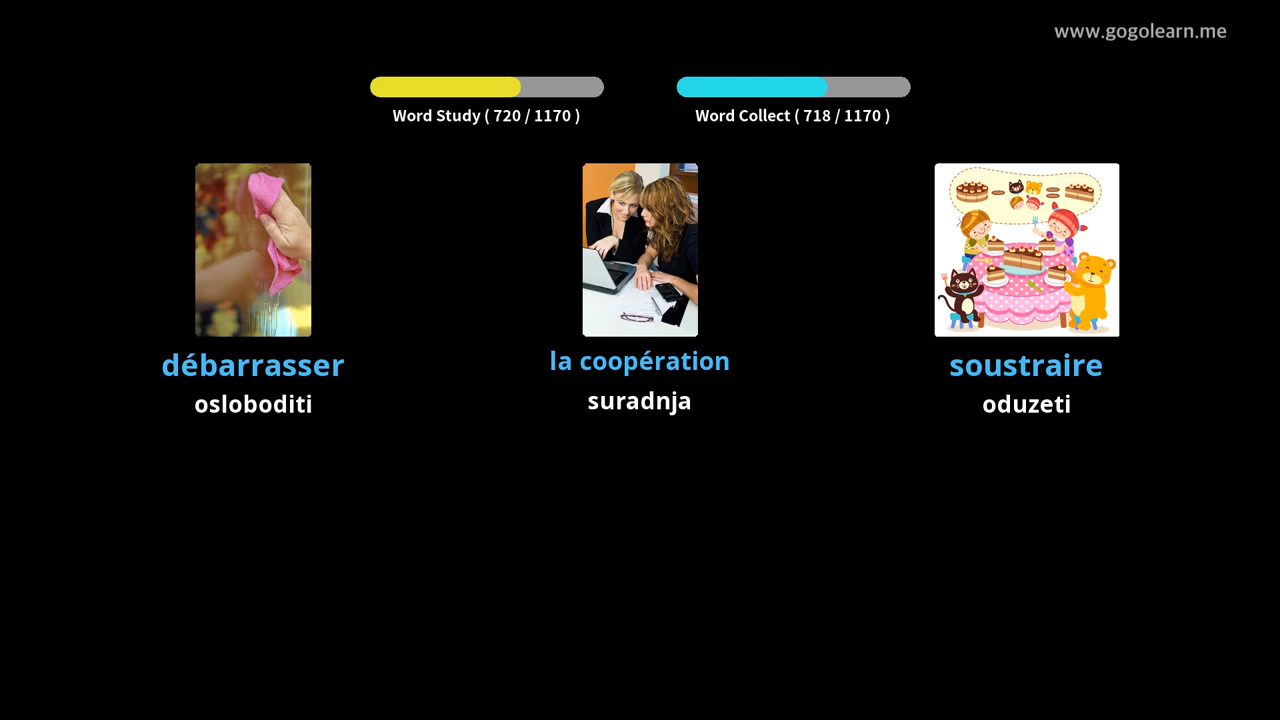 www.gogolearn.me
Word Study ( 720 / 1170 )
Word Collect ( 718 / 1170 )
débarrasser
osloboditi
la coopération
suradnja
soustraire
oduzeti